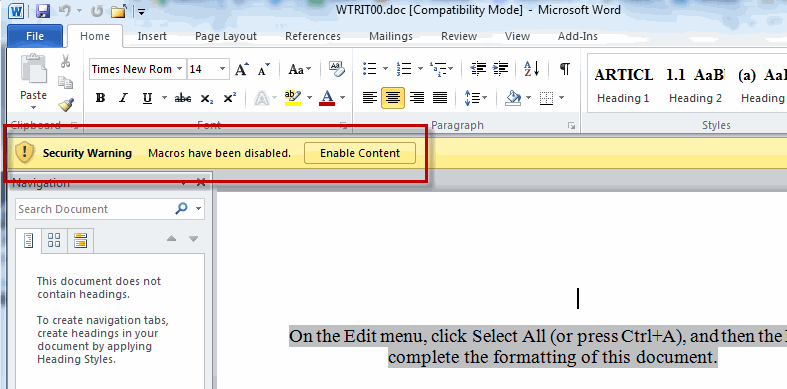 WTRIT00.doc [Compatibility Mode] - Microsoft Word
File Home Insert Page Layout References Mailings Review View Add-Ins
Times New Rom 14 A A Aa
Paste B I U abc x₂ x² A ab A
ARTICL 1.1 AaBl (a) Aa
Heading 1 Heading 2 Heading 3
Clipboard Font Paragraph Styles
Security Warning Macros have been disabled. Enable Content
Navigation
Search Document
This document does not
contain headings.
To create navigation tabs,
create headings in your
document by applying
Heading Styles.
On the Edit menu, click Select All (or press Ctrl+A), and then the
complete the formatting of this document.